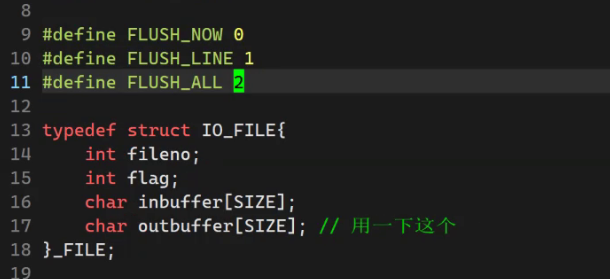 8
9 #define FLUSH_NOW 0
10 #define FLUSH_LINE 1
11 #define FLUSH_ALL 2
12
13 typedef struct IO_FILE{
14     int fileno;
15     int flag;
16     char inbuffer[SIZE];
17     char outbuffer[SIZE]; // 用一下这个
18 }_FILE;
19